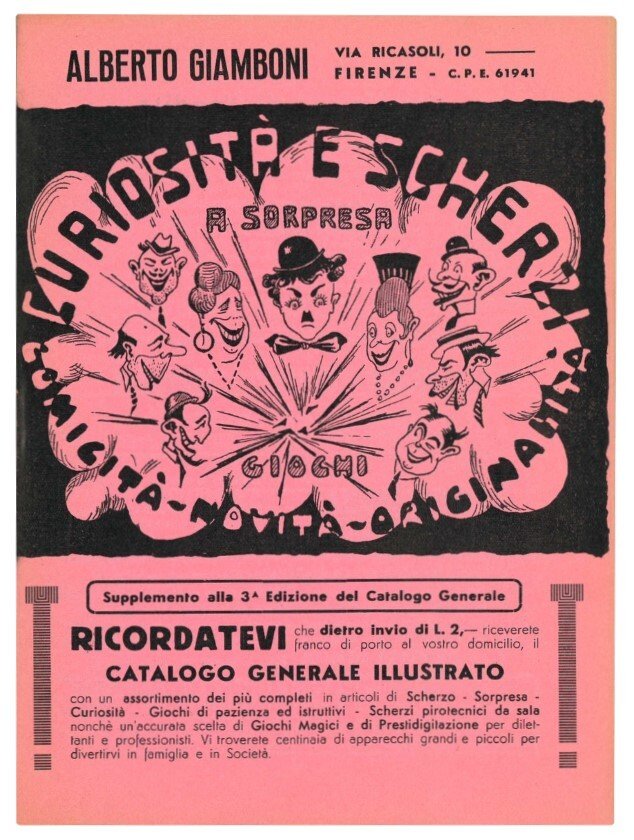 ALBERTO GIAMBONI
VIA RICASOLI, 10
FIRENZE - C. P. E. 61941
CURIOSITÀ E SCHERZI
A SORPRESA
GIOCHI
COMICITÀ - NOVITÀ - ORIGINALITÀ
Supplemento alla 3ᴬ Edizione del Catalogo Generale
RICORDATEVI che dietro invio di L. 2,— riceverete
franco di porto al vostro domicilio, il
CATALOGO GENERALE ILLUSTRATO
con un assortimento dei più completi in articoli di Scherzo - Sorpresa -
Curiosità - Giochi di pazienza ed istruttivi - Scherzi pirotecnici da sala
nonchè un'accurata scelta di Giochi Magici e di Prestidigitazione per dilet-
tanti e professionisti. Vi troverete centinaia di apparecchi grandi e piccoli per
divertirvi in famiglia e in Società.